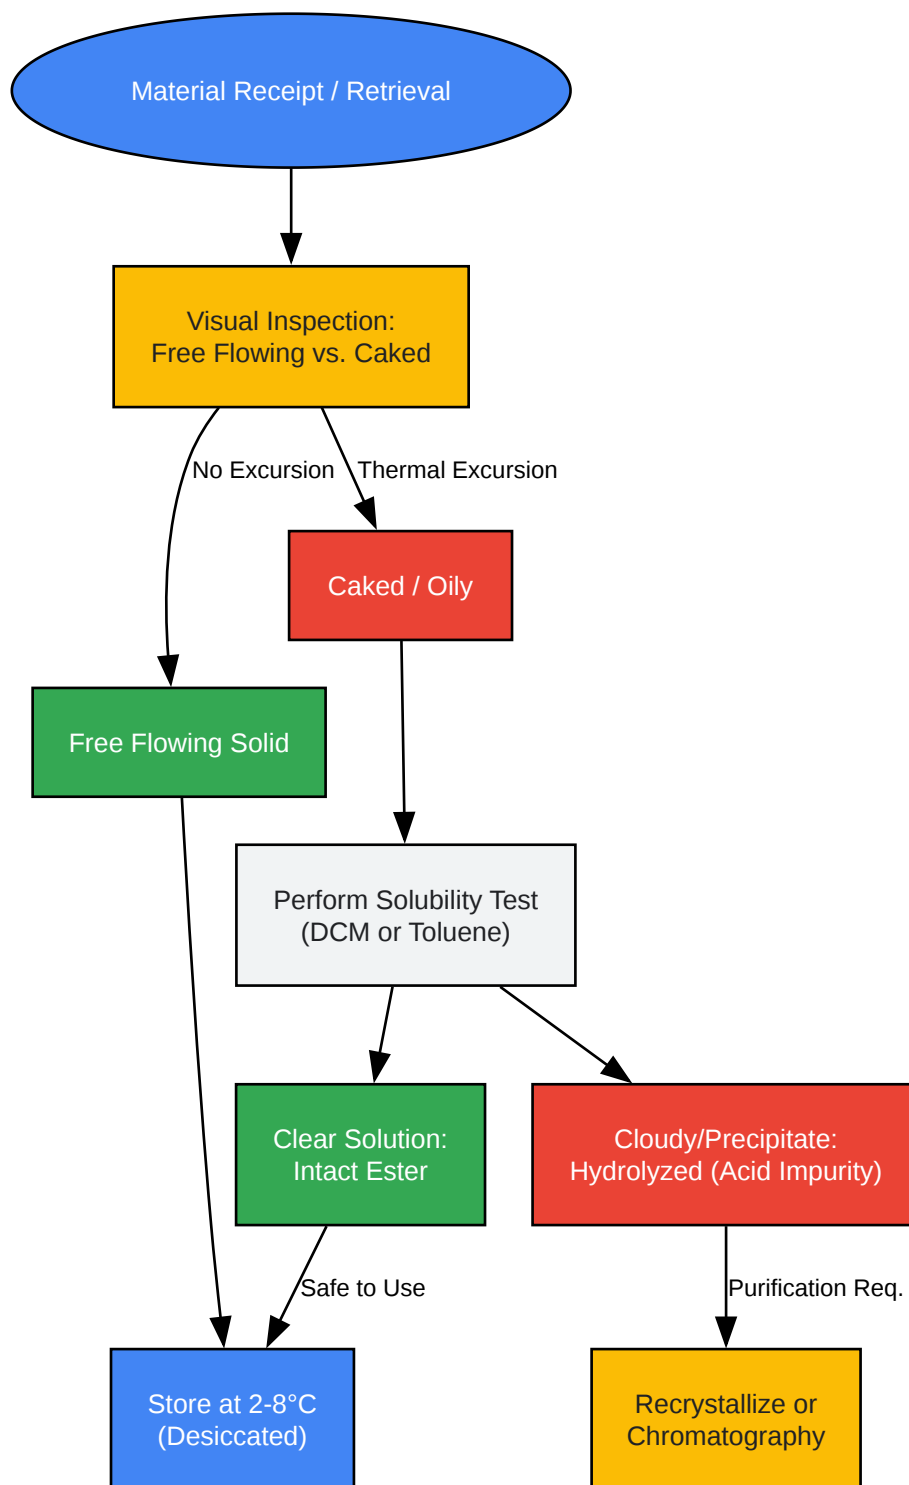 Material Receipt / Retrieval
Visual Inspection:
Free Flowing vs. Caked
No Excursion
Thermal Excursion
Caked / Oily
Free Flowing Solid
Perform Solubility Test
(DCM or Toluene)
Clear Solution:
Intact Ester
Cloudy/Precipitate:
Hydrolyzed (Acid Impurity)
Safe to Use
Purification Req.
Store at 2-8°C
(Desiccated)
Recrystallize or
Chromatography